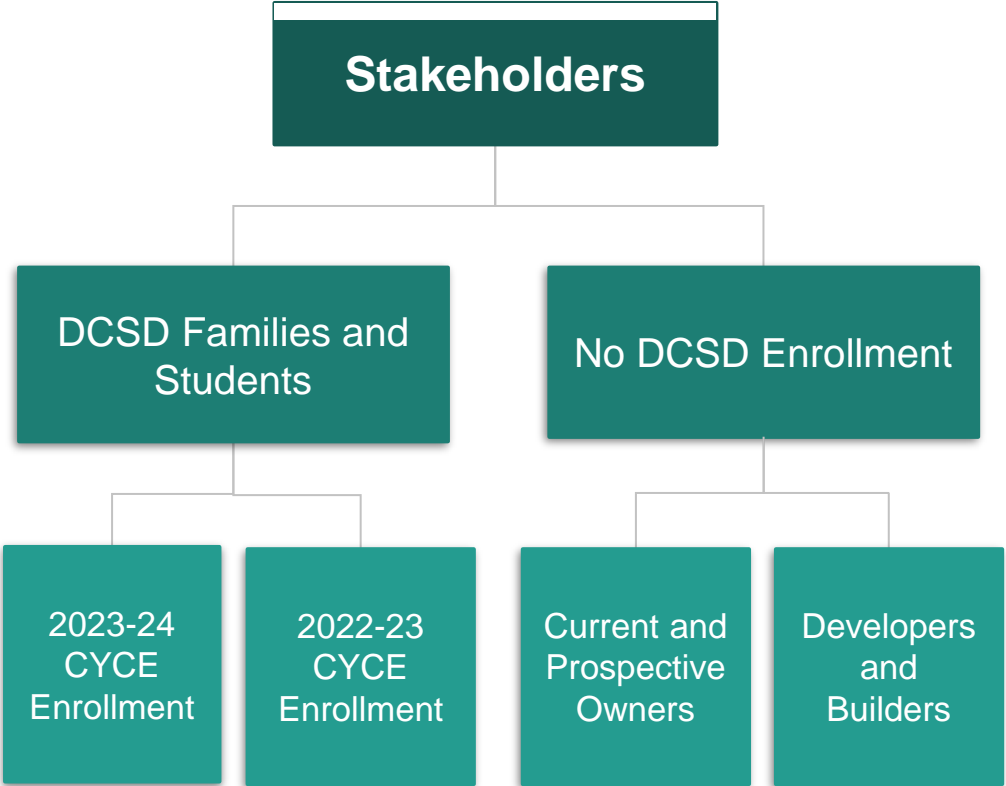 Stakeholders
DCSD Families and
Students
No DCSD Enrollment
2023-24
CYCE
Enrollment
2022-23
CYCE
Enrollment
Current and
Prospective
Owners
Developers
and
Builders